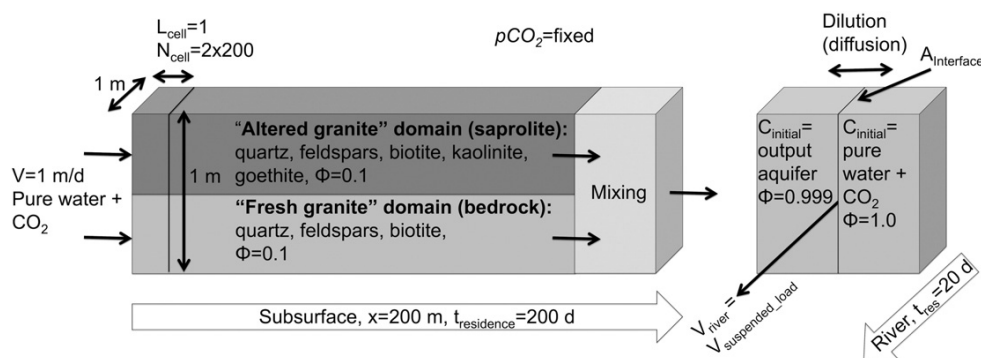 L_cell=1
N_cell=2x200
pCO₂=fixed
Dilution
(diffusion)
A_Interface
1 m
"Altered granite" domain (saprolite):
quartz, feldspars, biotite, kaolinite,
goethite, Φ=0.1
1 m
V=1 m/d
Pure water +
CO₂
"Fresh granite" domain (bedrock):
quartz, feldspars, biotite,
Φ=0.1
Mixing
C_initial=
output
aquifer
Φ=0.999
C_initial=
pure
water +
CO₂
Φ=1.0
V_river=
V_suspended_load
Subsurface, x=200 m, t_residence=200 d
River, t_res=20 d